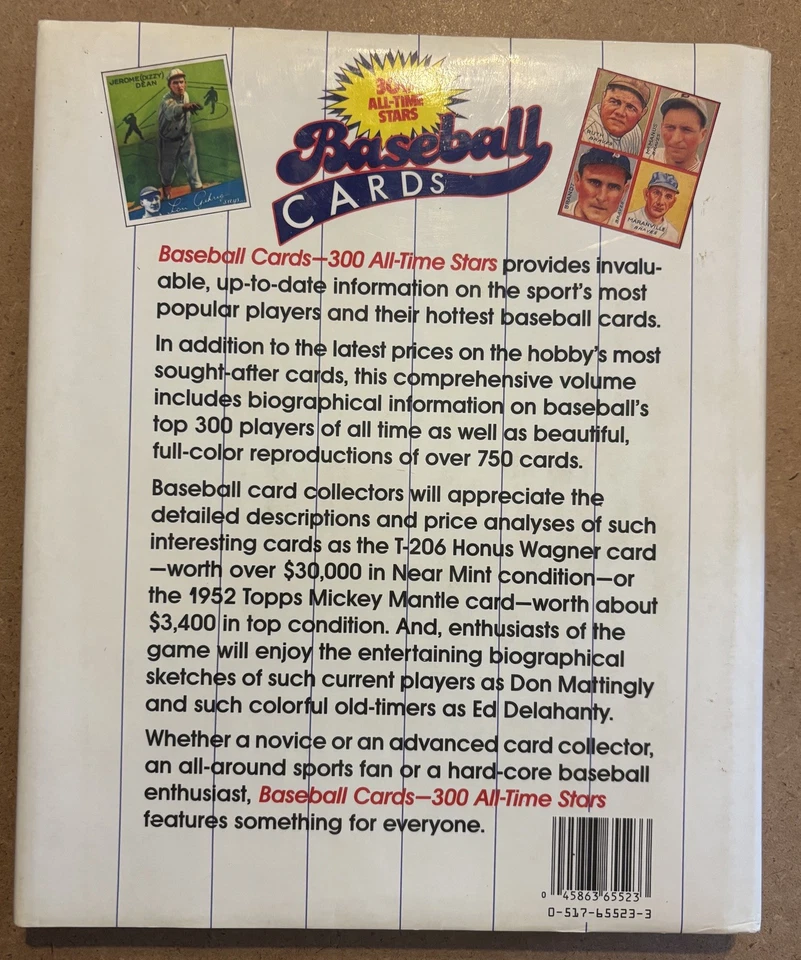 JEROME (DIZZY)
DEAN
Lou Gehrig
says
300
ALL-TIME
STARS
Baseball
CARDS
RUTH
BRAVES
BRANDT
BRAVES
MARANVILLE
BRAVES
Baseball Cards—300 All-Time Stars provides invalu-
able, up-to-date information on the sport's most
popular players and their hottest baseball cards.
In addition to the latest prices on the hobby's most
sought-after cards, this comprehensive volume
includes biographical information on baseball's
top 300 players of all time as well as beautiful,
full-color reproductions of over 750 cards.
Baseball card collectors will appreciate the
detailed descriptions and price analyses of such
interesting cards as the T-206 Honus Wagner card
—worth over $30,000 in Near Mint condition—or
the 1952 Topps Mickey Mantle card—worth about
$3,400 in top condition. And, enthusiasts of the
game will enjoy the entertaining biographical
sketches of such current players as Don Mattingly
and such colorful old-timers as Ed Delahanty.
Whether a novice or an advanced card collector,
an all-around sports fan or a hard-core baseball
enthusiast, Baseball Cards—300 All-Time Stars
features something for everyone.
0 45863 65523
0-517-65523-3